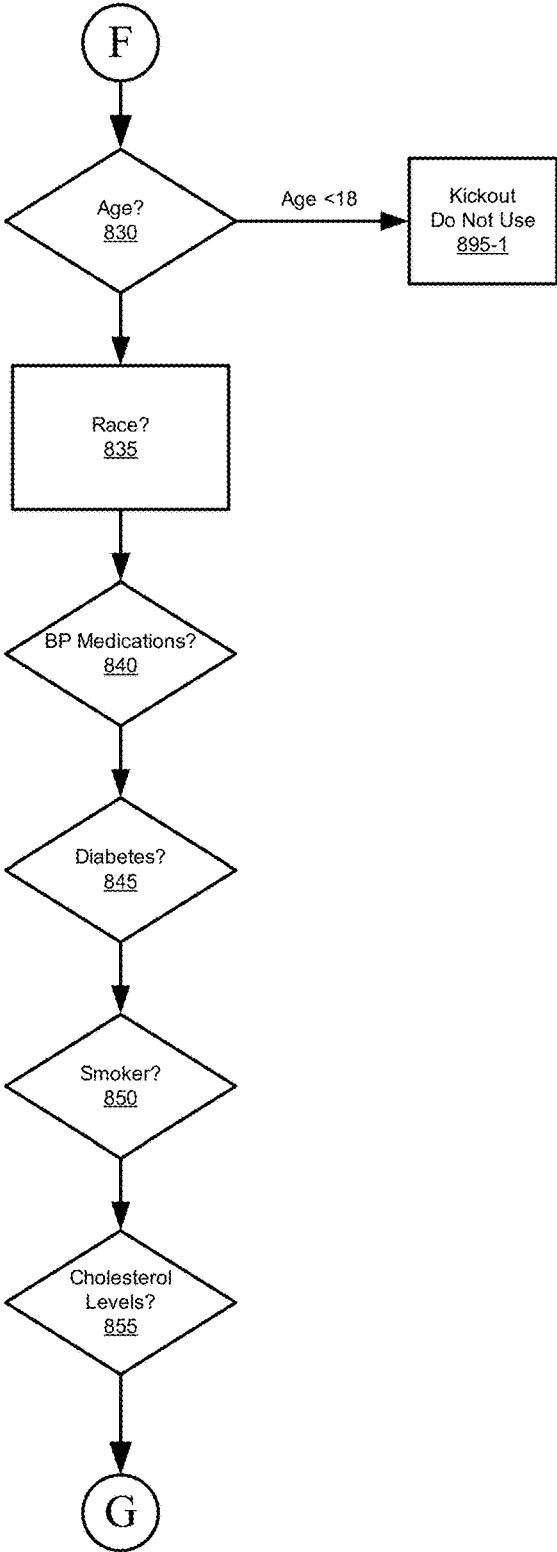 F
Age?
830
Age <18
Kickout
Do Not Use
895-1
Race?
835
BP Medications?
840
Diabetes?
845
Smoker?
850
Cholesterol
Levels?
855
G